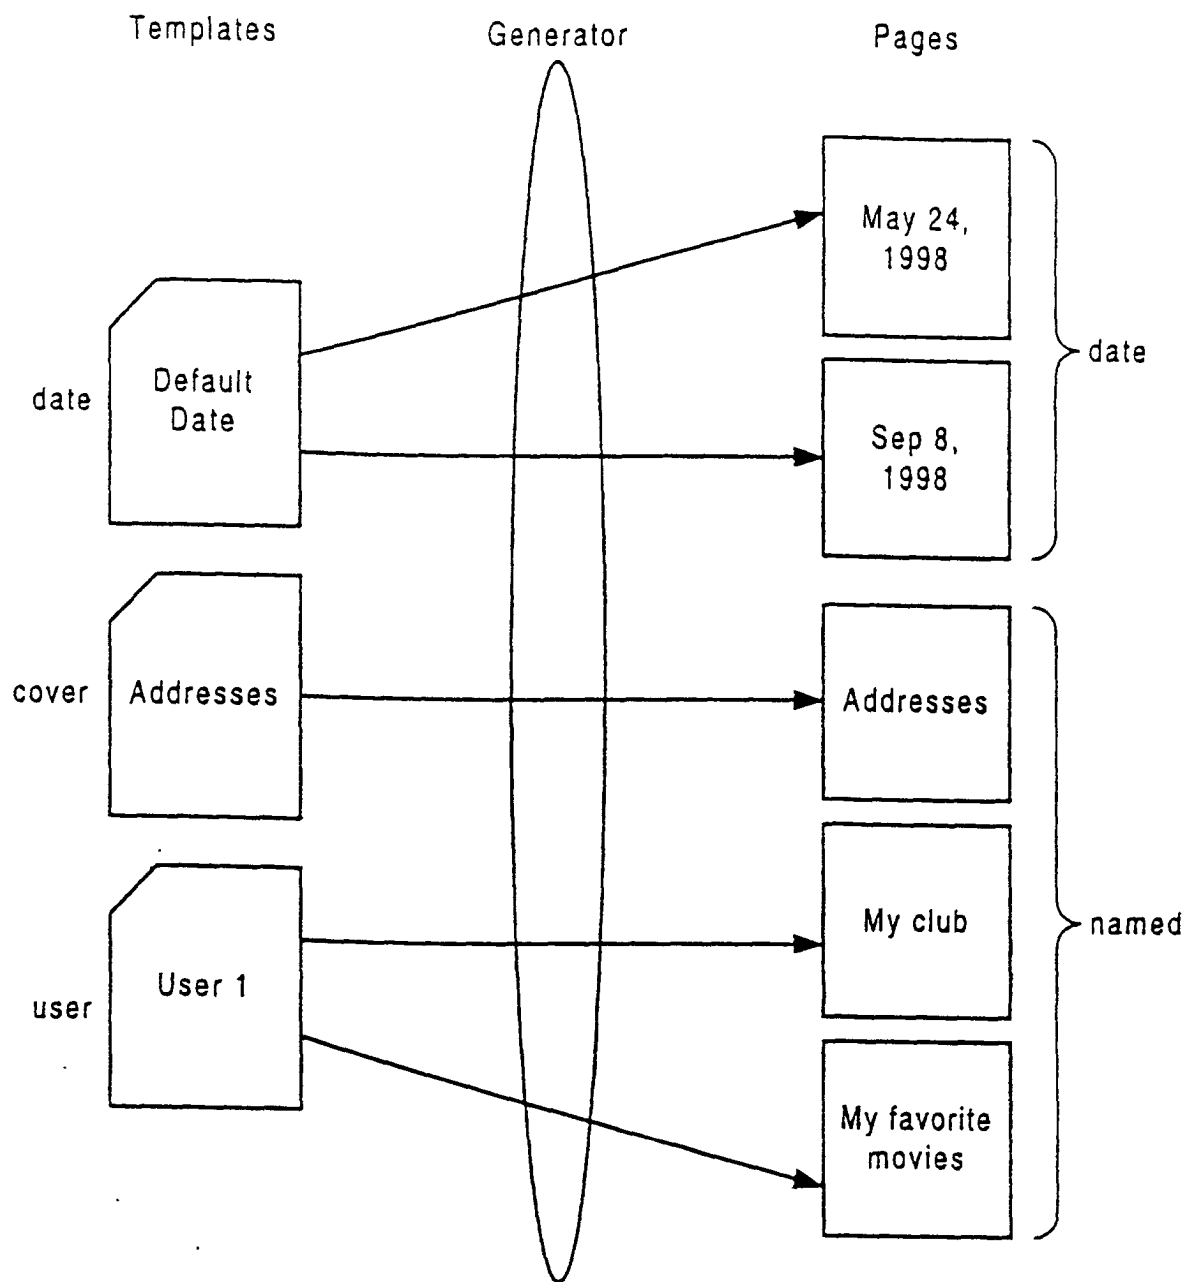 Templates
Generator
Pages
May 24,
1998
date
Default
Date
date
Sep 8,
1998
cover
Addresses
Addresses
My club
named
user
User 1
My favorite
movies